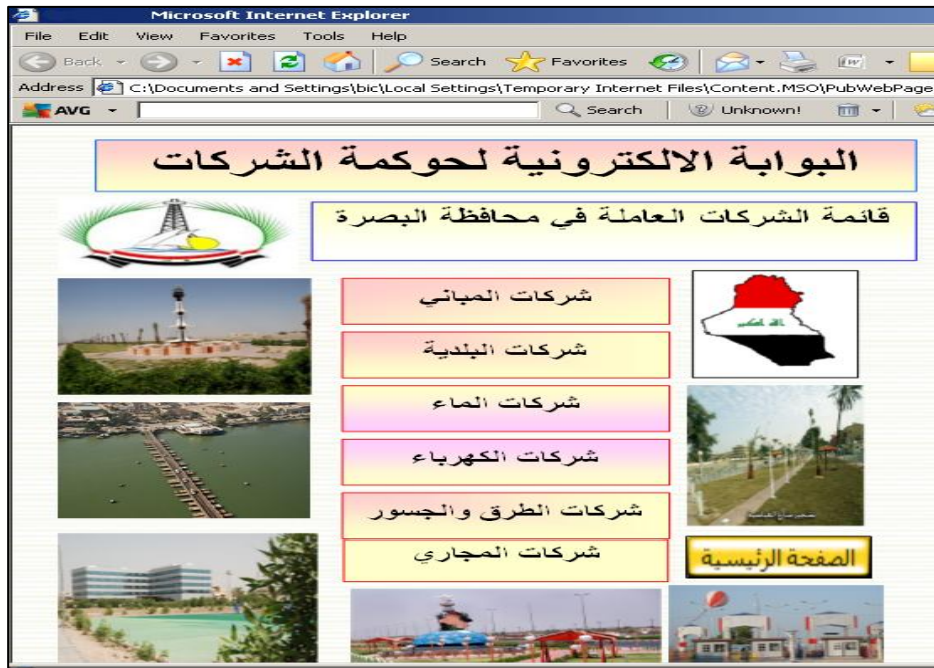 Microsoft Internet Explorer
File Edit View Favorites Tools Help
Back Search Favorites
Address C:\Documents and Settings\bic\Local Settings\Temporary Internet Files\Content.MSO\PubWebPage
AVG Search Unknown!
البوابة الالكترونية لحوكمة الشركات
قائمة الشركات العاملة في محافظة البصرة
شركات المباني
شركات البلدية
شركات الماء
شركات الكهرباء
شركات الطرق والجسور
شركات المجاري
الصفحة الرئيسية